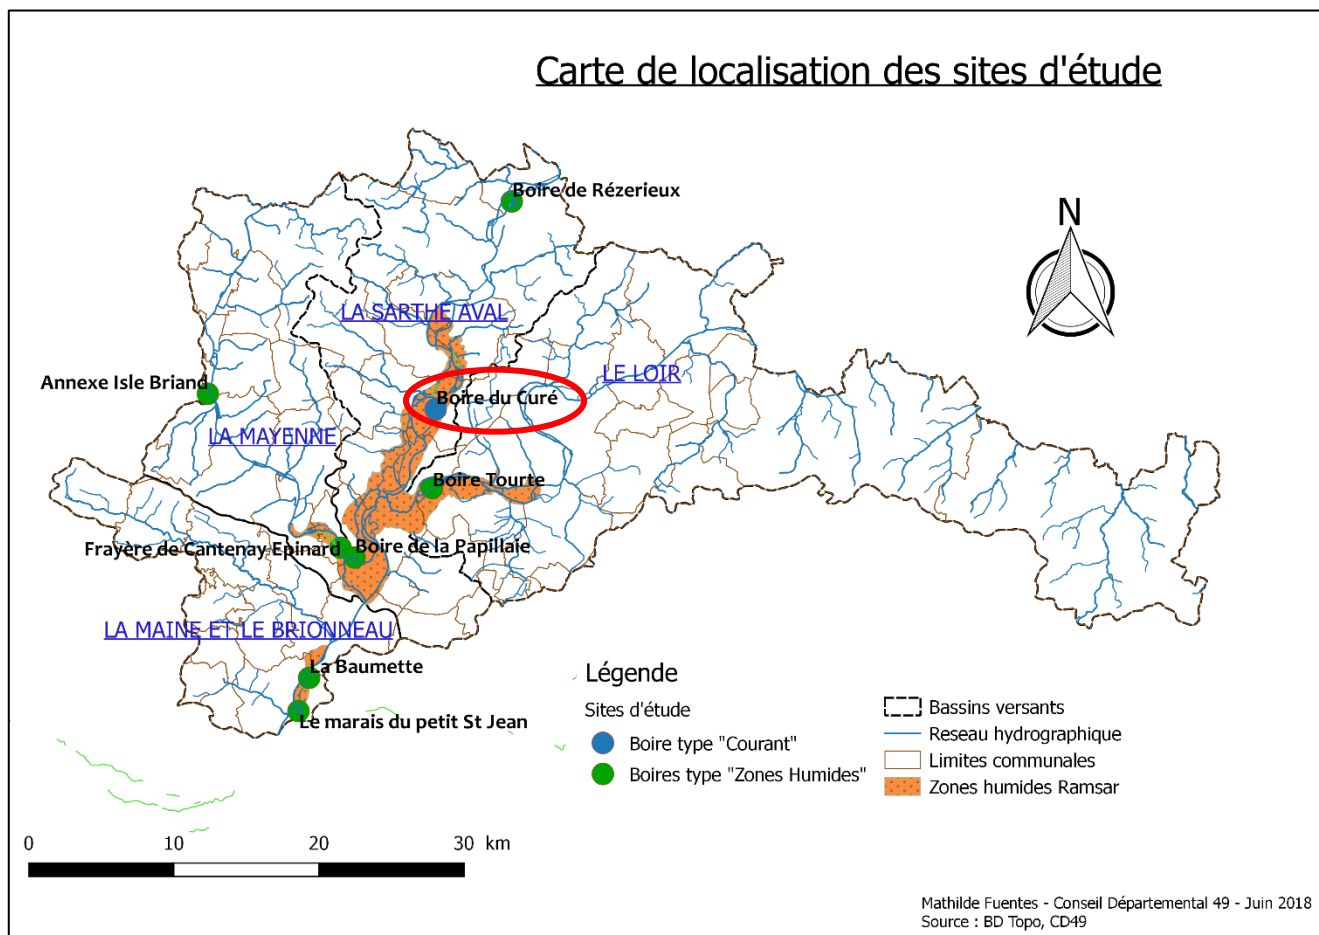 Carte de localisation des sites d'étude
N
Boire de Rézerieux
LA SARTHE AVAL
LE LOIR
Annexe Isle Briand
Boire du Curé
LA MAYENNE
Boire Tourte
Frayère de Cantenay Epinard
Boire de la Papillaie
LA MAINE ET LE BRIONNEAU
La Baumette
Le marais du petit St Jean
Légende
Sites d'étude
Boire type "Courant"
Boires type "Zones Humides"
Bassins versants
Reseau hydrographique
Limites communales
Zones humides Ramsar
0 10 20 30 km
Mathilde Fuentes - Conseil Départemental 49 - Juin 2018
Source : BD Topo, CD49